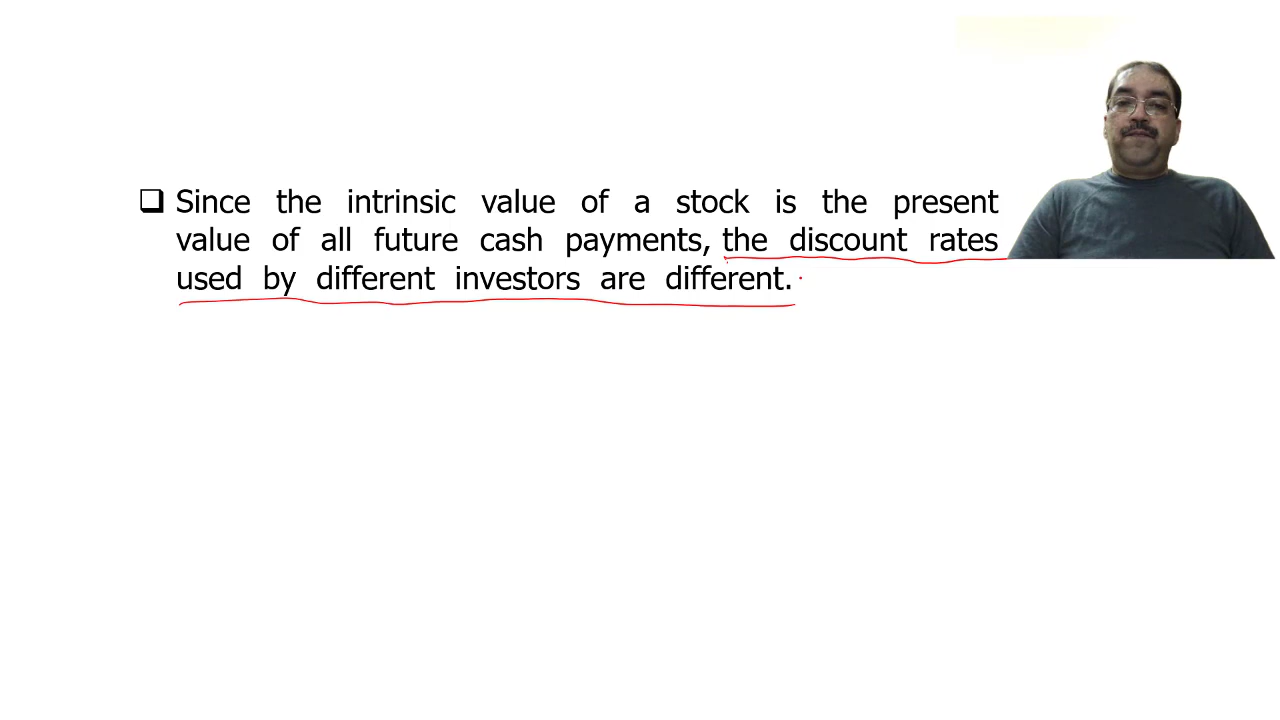 ❑ Since the intrinsic value of a stock is the present
value of all future cash payments, the discount rates
used by different investors are different.